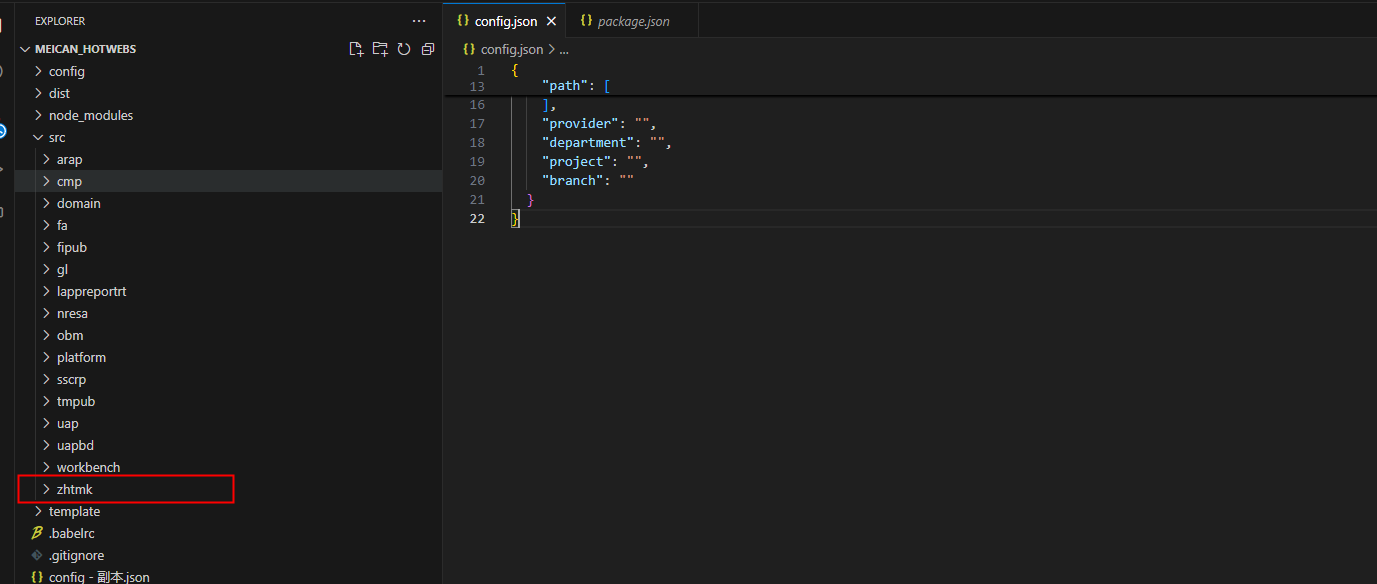 EXPLORER
MEICAN_HOTWEBS
config
dist
node_modules
src
arap
cmp
domain
fa
fipub
gl
lappreportrt
nresa
obm
platform
sscrp
tmpub
uap
uapbd
workbench
zhtmk
template
.babelrc
.gitignore
{} config - 副本.json
{} config.json × {} package.json
{} config.json > ...
1 {
13 "path": [
16 ],
17 "provider": "",
18 "department": "",
19 "project": "",
20 "branch": ""
21 }
22 }